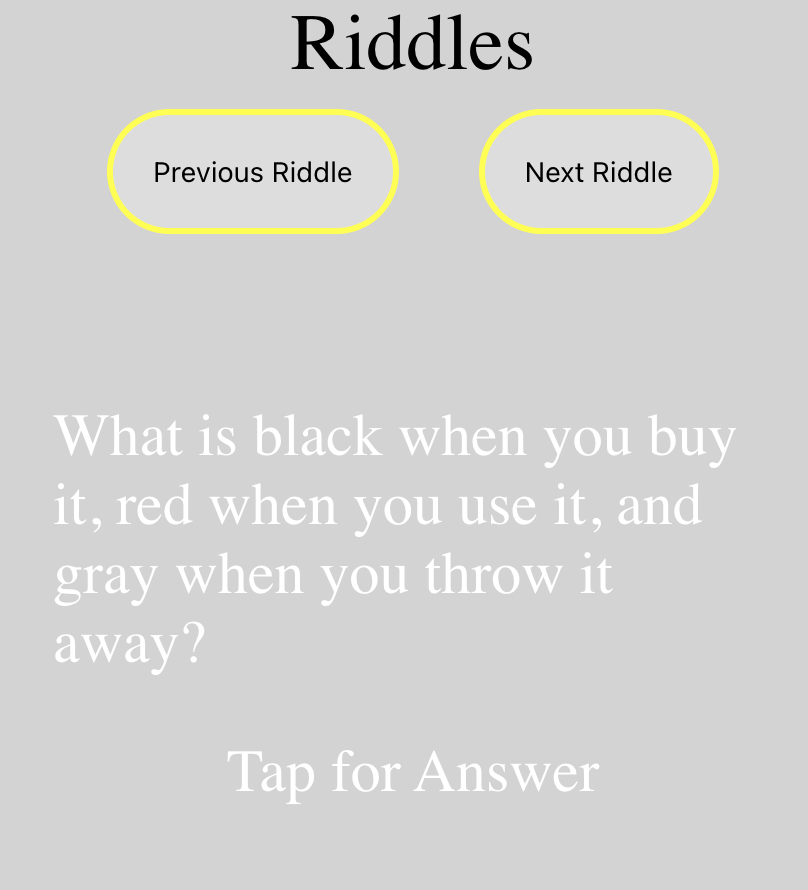 Riddles
Previous Riddle
Next Riddle
What is black when you buy
it, red when you use it, and
gray when you throw it
away?
Tap for Answer